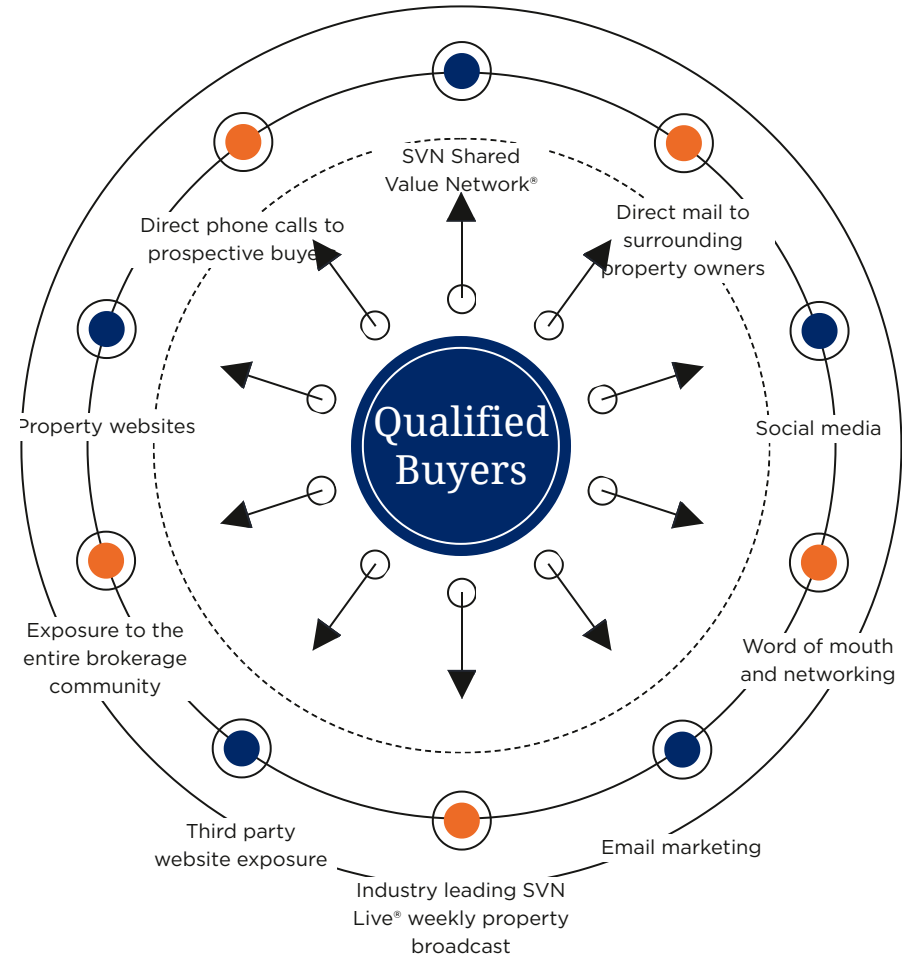 SVN Shared
Value Network®
Direct phone calls to
prospective buyers
Direct mail to
surrounding
property owners
Qualified
Buyers
Property websites
Social media
Exposure to the
entire brokerage
community
Word of mouth
and networking
Third party
website exposure
Email marketing
Industry leading SVN
Live® weekly property
broadcast